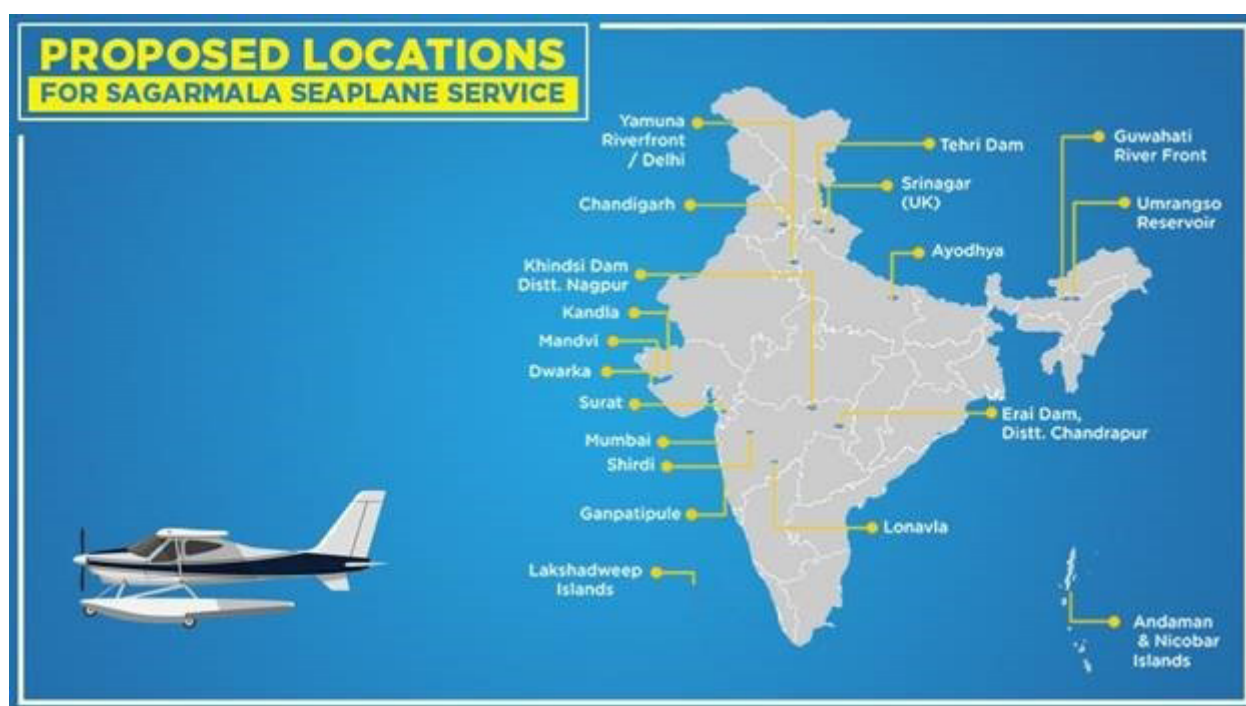 PROPOSED LOCATIONS
FOR SAGARMALA SEAPLANE SERVICE
Yamuna
Riverfront
/ Delhi
Chandigarh
Khindsi Dam
Distt. Nagpur
Kandla
Mandvi
Dwarka
Surat
Mumbai
Shirdi
Ganpatipule
Lakshadweep
Islands
Tehri Dam
Srinagar
(UK)
Ayodhya
Guwahati
River Front
Umrangso
Reservoir
Erai Dam,
Distt. Chandrapur
Lonavla
Andaman
& Nicobar
Islands